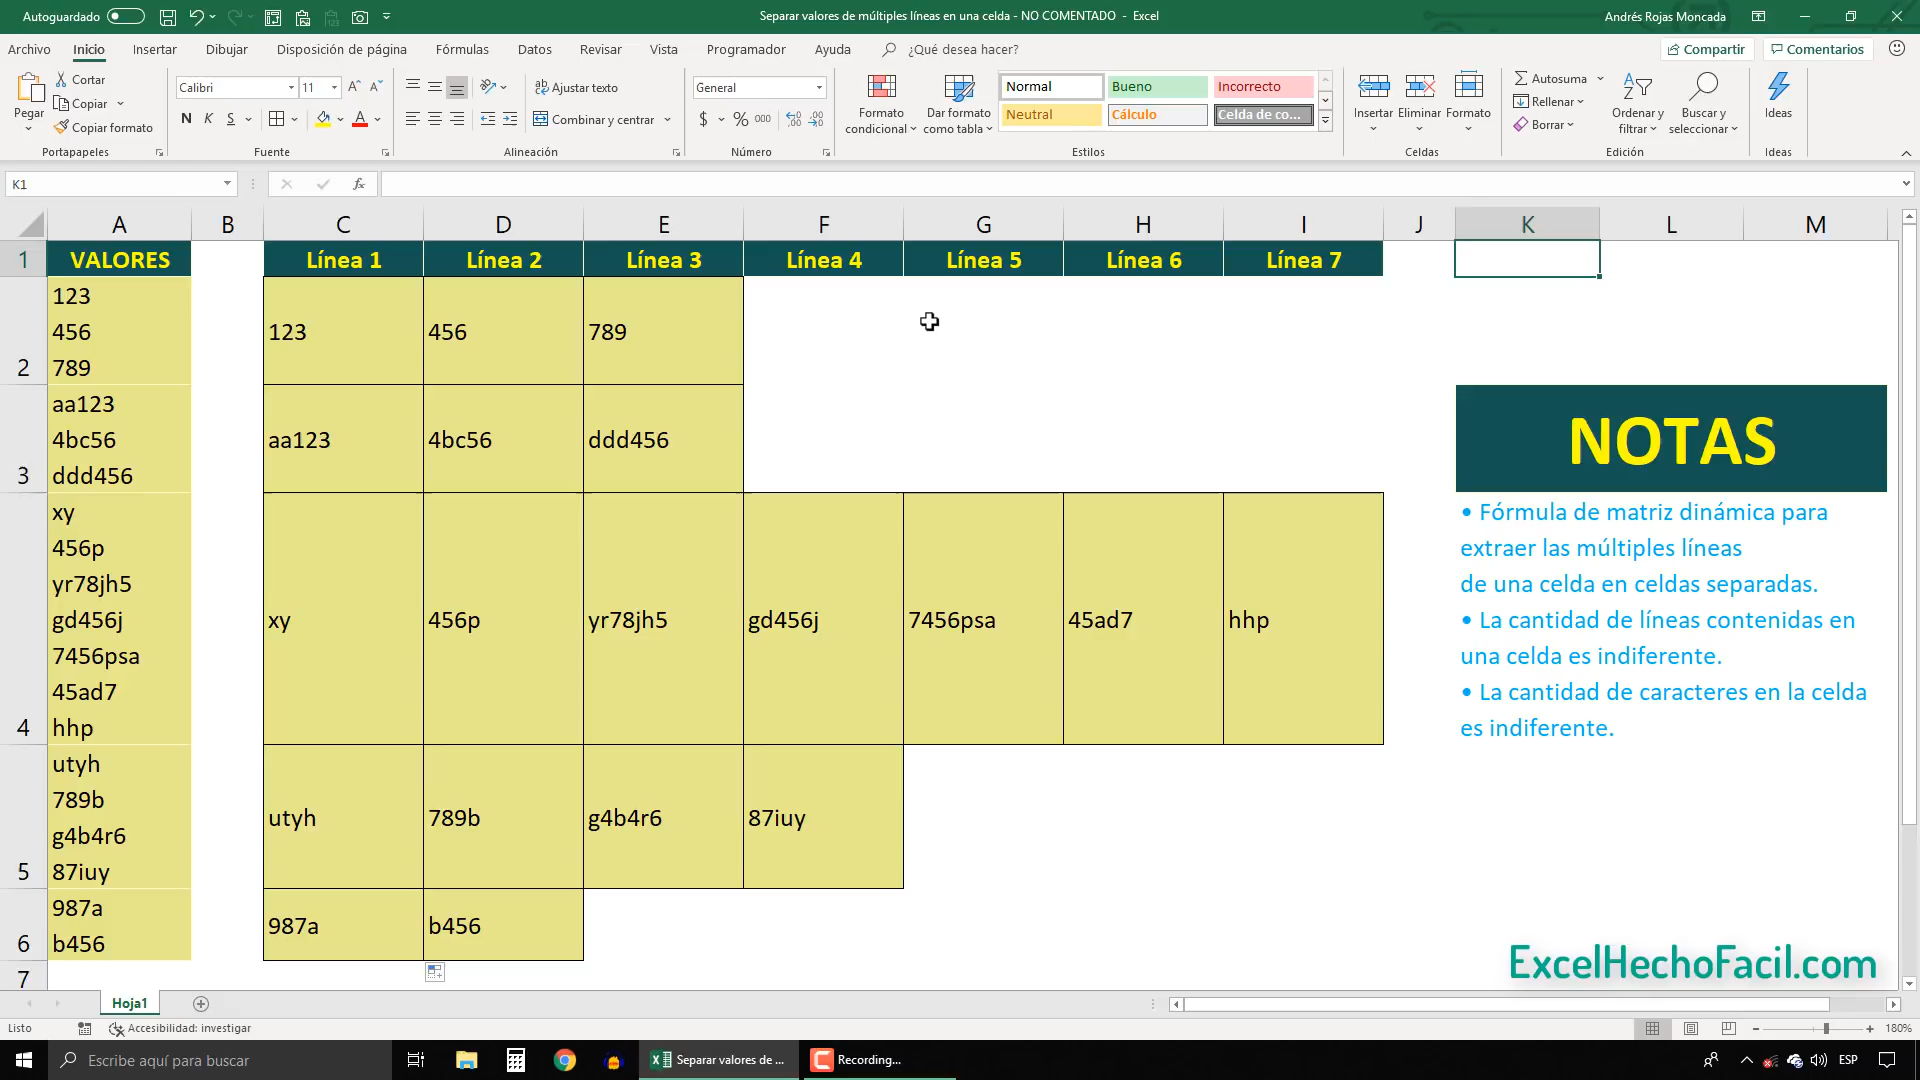 Autoguardado
Separar valores de múltiples líneas en una celda - NO COMENTADO - Excel
Andrés Rojas Moncada
Archivo Inicio Insertar Dibujar Disposición de página Fórmulas Datos Revisar Vista Programador Ayuda ¿Qué desea hacer? Compartir Comentarios
Pegar
Cortar
Copiar
Copiar formato
Portapapeles
Calibri 11
N K S
Fuente
Ajustar texto
Combinar y centrar
Alineación
General
$ % 000
Número
Formato condicional
Dar formato como tabla
Normal Bueno Incorrecto
Neutral Cálculo Celda de co...
Estilos
Insertar Eliminar Formato
Celdas
Autosuma
Rellenar
Borrar
Ordenar y filtrar
Buscar y seleccionar
Edición
Ideas
Ideas
K1
fx
A B C D E F G H I J K L M
1 VALORES Línea 1 Línea 2 Línea 3 Línea 4 Línea 5 Línea 6 Línea 7
123
456
789
2
123 456 789
aa123
4bc56
ddd456
3
aa123 4bc56 ddd456
xy
456p
yr78jh5
gd456j
7456psa
45ad7
hhp
4
xy 456p yr78jh5 gd456j 7456psa 45ad7 hhp
utyh
789b
g4b4r6
87iuy
5
utyh 789b g4b4r6 87iuy
987a
b456
6
987a b456
7
NOTAS
• Fórmula de matriz dinámica para
extraer las múltiples líneas
de una celda en celdas separadas.
• La cantidad de líneas contenidas en
una celda es indiferente.
• La cantidad de caracteres en la celda
es indiferente.
ExcelHechoFacil.com
Hoja1
Listo
Accesibilidad: investigar
180%
Escribe aquí para buscar
Separar valores de ...
Recording...
ESP